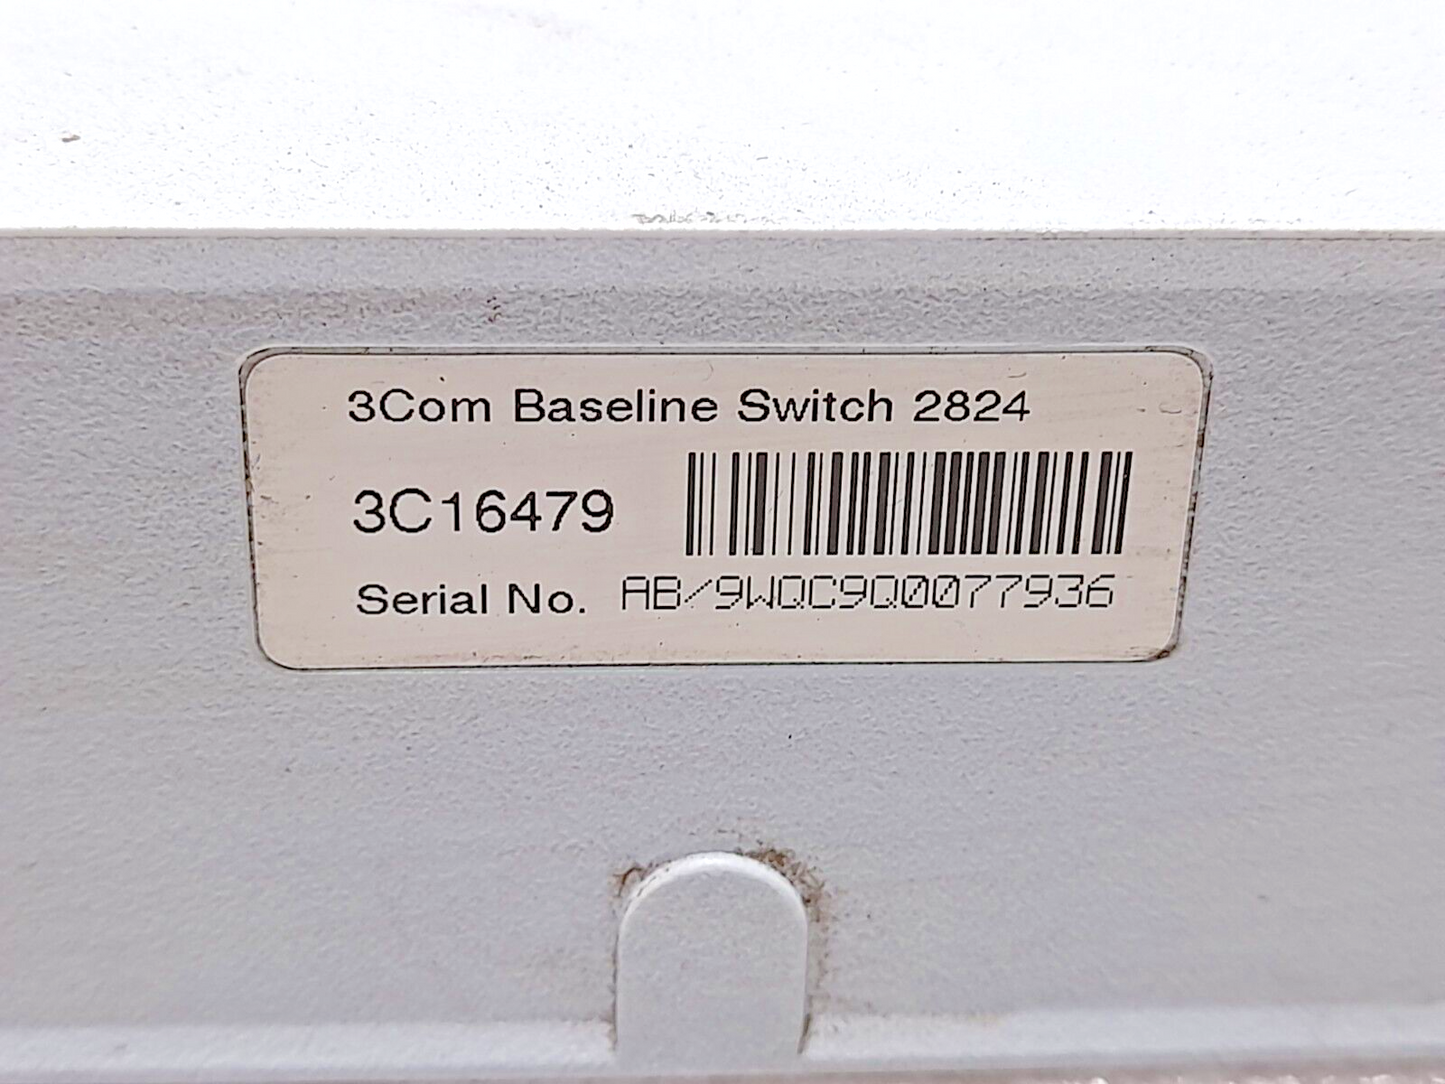 3Com Baseline Switch 2824
3C16479
Serial No. AB/9WQC9Q0077936